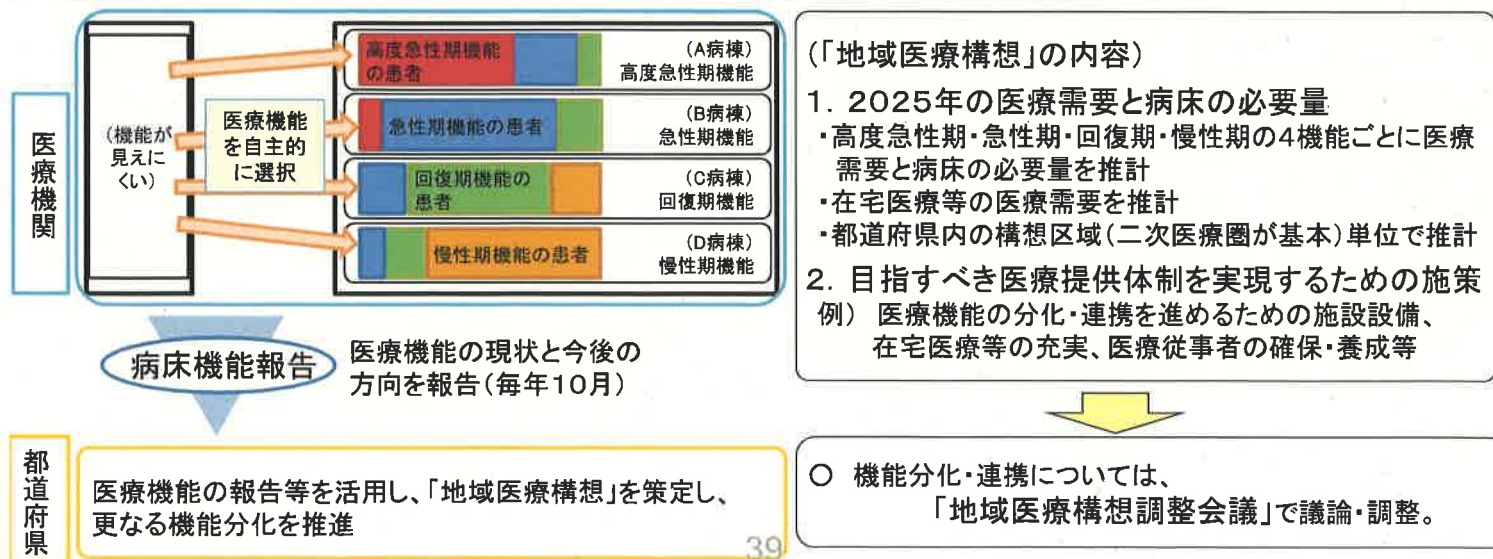 医療機関
(機能が
見えに
くい)
医療機能
を自主的
に選択
高度急性期機能
の患者
(A病棟)
高度急性期機能
急性期機能の患者
(B病棟)
急性期機能
回復期機能の
患者
(C病棟)
回復期機能
慢性期機能の患者
(D病棟)
慢性期機能
病床機能報告
医療機能の現状と今後の
方向を報告(毎年10月)
都道府県
医療機能の報告等を活用し、「地域医療構想」を策定し、
更なる機能分化を推進
(「地域医療構想」の内容)
1. 2025年の医療需要と病床の必要量
・高度急性期・急性期・回復期・慢性期の4機能ごとに医療
需要と病床の必要量を推計
・在宅医療等の医療需要を推計
・都道府県内の構想区域(二次医療圏が基本)単位で推計
2. 目指すべき医療提供体制を実現するための施策
例) 医療機能の分化・連携を進めるための施設設備、
在宅医療等の充実、医療従事者の確保・養成等
○ 機能分化・連携については、
「地域医療構想調整会議」で議論・調整。
39